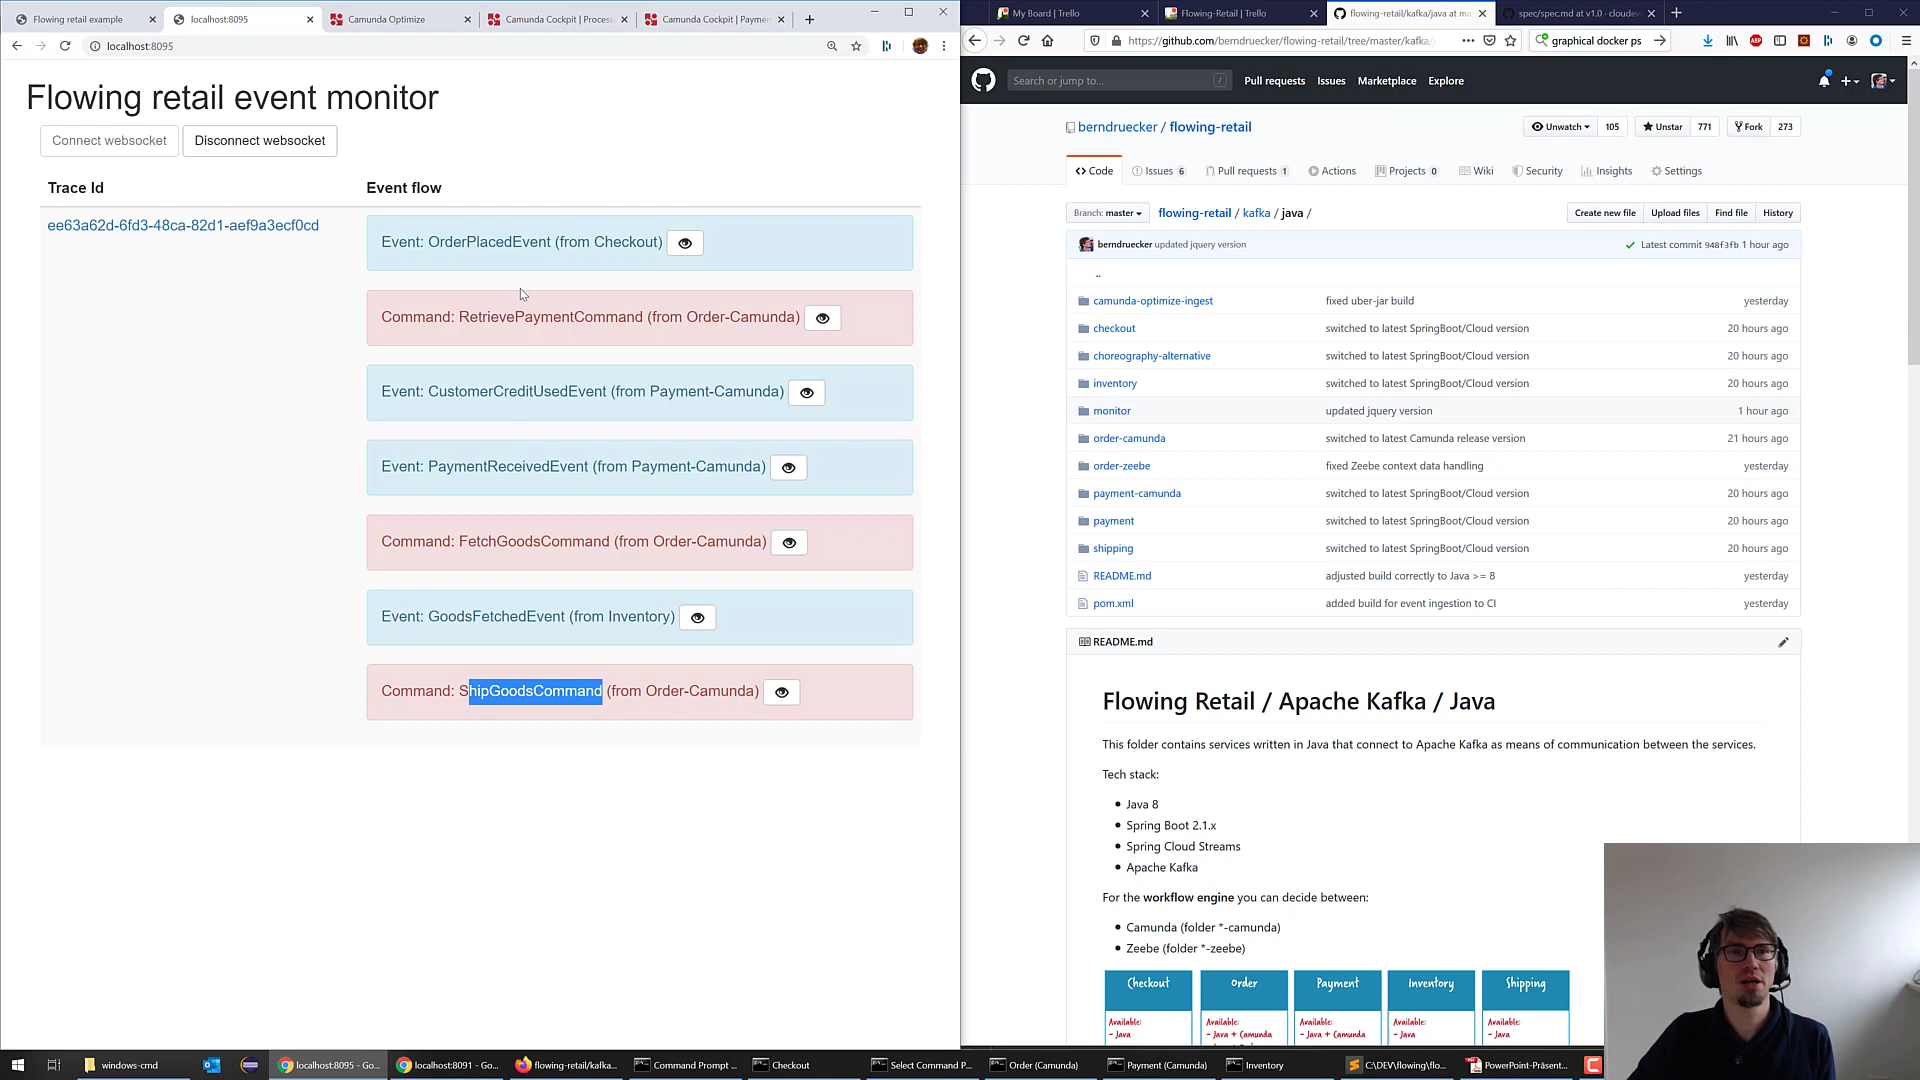 Flowing retail example
localhost:8095
Camunda Optimize
Camunda Cockpit | Process
Camunda Cockpit | Paymen
localhost:8095
Flowing retail event monitor
Connect websocket
Disconnect websocket
Trace Id
Event flow
ee63a62d-6fd3-48ca-82d1-aef9a3ecf0cd
Event: OrderPlacedEvent (from Checkout)
Command: RetrievePaymentCommand (from Order-Camunda)
Event: CustomerCreditUsedEvent (from Payment-Camunda)
Event: PaymentReceivedEvent (from Payment-Camunda)
Command: FetchGoodsCommand (from Order-Camunda)
Event: GoodsFetchedEvent (from Inventory)
Command: ShipGoodsCommand (from Order-Camunda)
My Board | Trello
Flowing-Retail | Trello
flowing-retail/kafka/java at ma
spec/spec.md at v1.0 · cloudev
https://github.com/berndruecker/flowing-retail/tree/master/kafka/
graphical docker ps
Search or jump to...
/
Pull requests
Issues
Marketplace
Explore
berndruecker / flowing-retail
Unwatch
105
Unstar
771
Fork
273
Code
Issues 6
Pull requests 1
Actions
Projects 0
Wiki
Security
Insights
Settings
Branch: master
flowing-retail / kafka / java /
Create new file
Upload files
Find file
History
berndruecker updated jquery version
Latest commit 948f3fb 1 hour ago
..
camunda-optimize-ingest fixed uber-jar build yesterday
checkout switched to latest SpringBoot/Cloud version 20 hours ago
choreography-alternative switched to latest SpringBoot/Cloud version 20 hours ago
inventory switched to latest SpringBoot/Cloud version 20 hours ago
monitor updated jquery version 1 hour ago
order-camunda switched to latest Camunda release version 21 hours ago
order-zeebe fixed Zeebe context data handling yesterday
payment-camunda switched to latest SpringBoot/Cloud version 20 hours ago
payment switched to latest SpringBoot/Cloud version 20 hours ago
shipping switched to latest SpringBoot/Cloud version 20 hours ago
README.md adjusted build correctly to Java >= 8 yesterday
pom.xml added build for event ingestion to CI yesterday
README.md
Flowing Retail / Apache Kafka / Java
This folder contains services written in Java that connect to Apache Kafka as means of communication between the services.
Tech stack:
Java 8
Spring Boot 2.1.x
Spring Cloud Streams
Apache Kafka
For the workflow engine you can decide between:
Camunda (folder *-camunda)
Zeebe (folder *-zeebe)
Checkout
Order
Payment
Inventory
Shipping
Available:
- Java
Available:
- Java + Camunda
Available:
- Java + Camunda
Available:
- Java
Available:
- Java
windows-cmd
localhost:8095 - Go...
localhost:8091 - Go...
flowing-retail/kafka...
Command Prompt ...
Checkout
Select Command P...
Order (Camunda)
Payment (Camunda)
Inventory
C:\DEV\flowing\flo...
PowerPoint-Präsent...